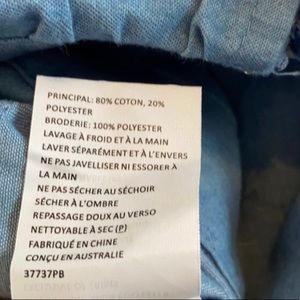 PRINCIPAL: 80% COTON, 20%
POLYESTER
BRODERIE: 100% POLYESTER
LAVAGE À FROID ET À LA MAIN
LAVER SÉPARÉMENT ET À L'ENVERS
NE PAS JAVELLISER NI ESSORER À
LA MAIN
NE PAS SÉCHER AU SÉCHOIR
SÉCHER À L'OMBRE
REPASSAGE DOUX AU VERSO
NETTOYABLE À SEC (P)
FABRIQUÉ EN CHINE
CONÇU EN AUSTRALIE
37737PB